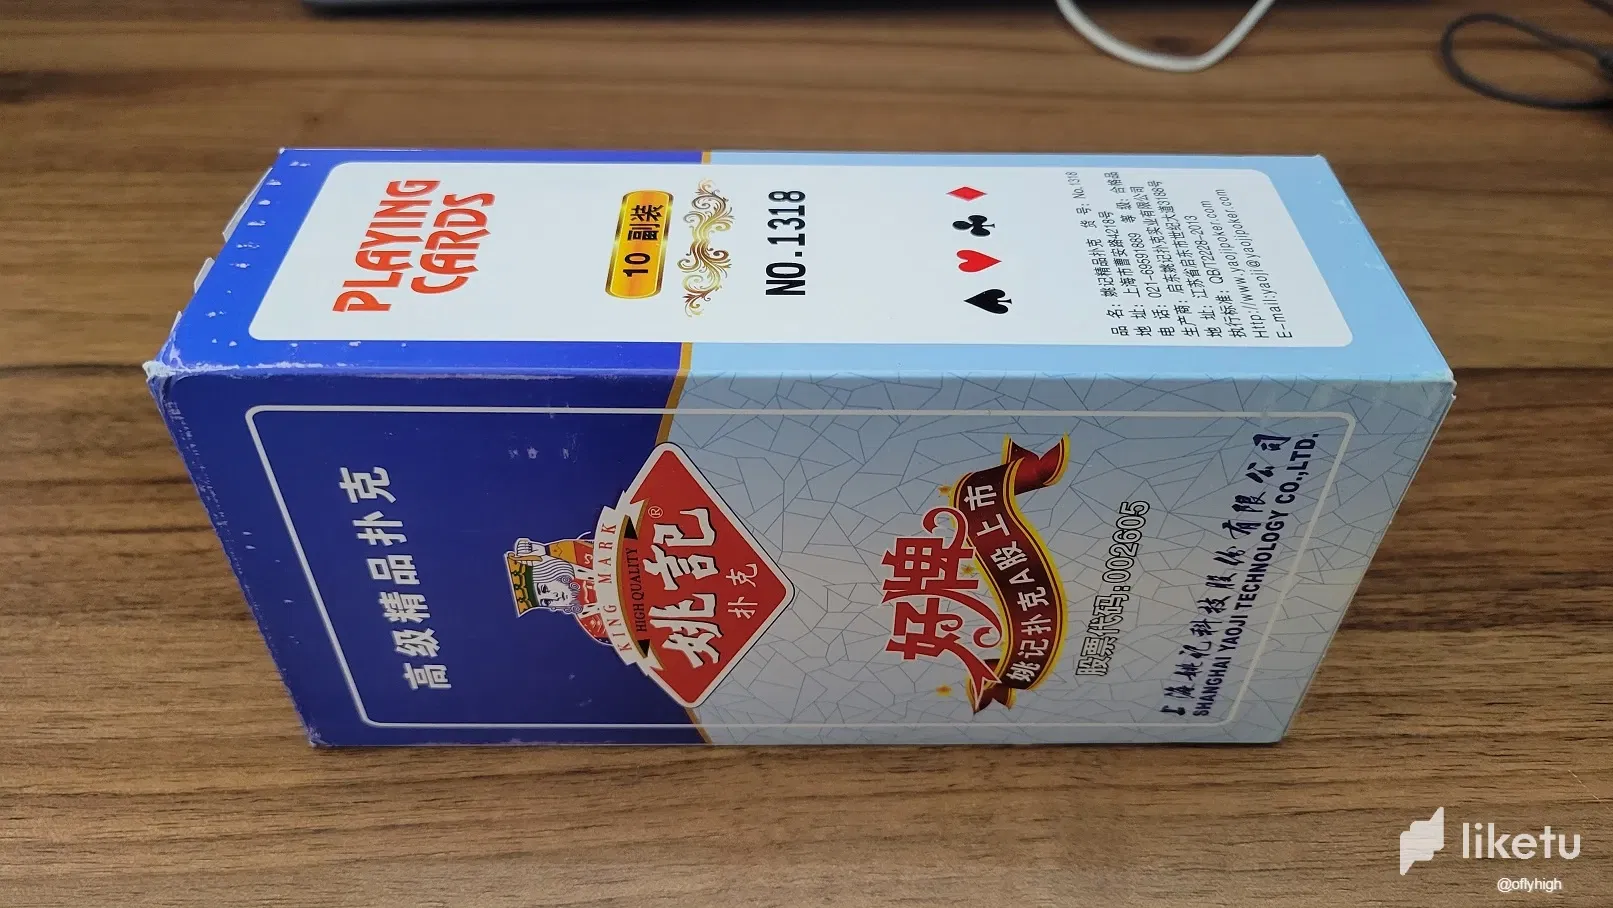 PLAYING
CARDS
10 副装
NO.1318
品 名: 姚记精品扑克 货 号: No.1318
地 址: 上海市曹安路4218号
电 话: 021-69591889 等 级: 合格品
生产商: 启东姚记扑克实业有限公司
地 址: 江苏省启东市世纪大道3188号
执行标准: QB/T2228-2013
Http://www.yaojipoker.com
E-mail:yaoji@yaojipoker.com
高级精品扑克
KING MARK
HIGH QUALITY
姚記®
扑克
好牌
姚记扑克A股上市
股票代码:002605
上海姚记科技股份有限公司
SHANGHAI YAOJI TECHNOLOGY CO.,LTD.
liketu
@oflyhigh